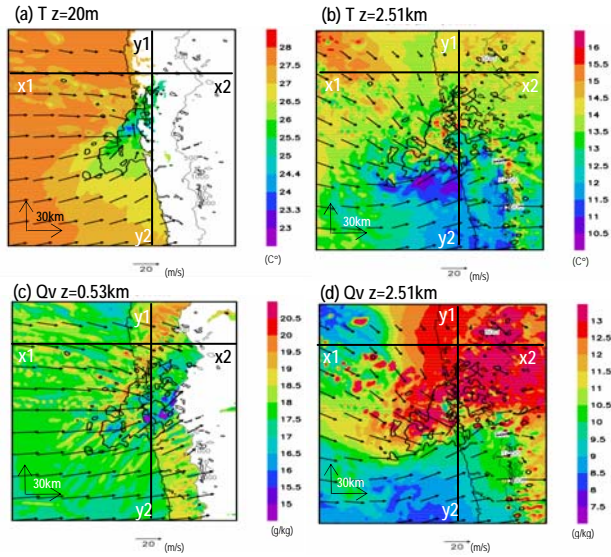 (a) T z=20m
(b) T z=2.51km
y1
x1
x2
30km
y2
28
27.5
27
26.5
26
25.5
25
24.3
24
23.3
23
(C°)
20 (m/s)
y1
x1
x2
30km
y2
16
15.5
15
14.5
14
13.5
13
12.5
12
11.5
11
10.5
(C°)
20 (m/s)
(c) Qv z=0.53km
(d) Qv z=2.51km
y1
x1
x2
30km
y2
20.5
20
19.5
19
18.5
18
17.5
17
16.5
16
15.5
15
(g/kg)
20 (m/s)
y1
x1
x2
30km
y2
13
12.5
12
11.5
11
10.5
10
9.5
9
8.5
8
7.5
(g/kg)
20 (m/s)